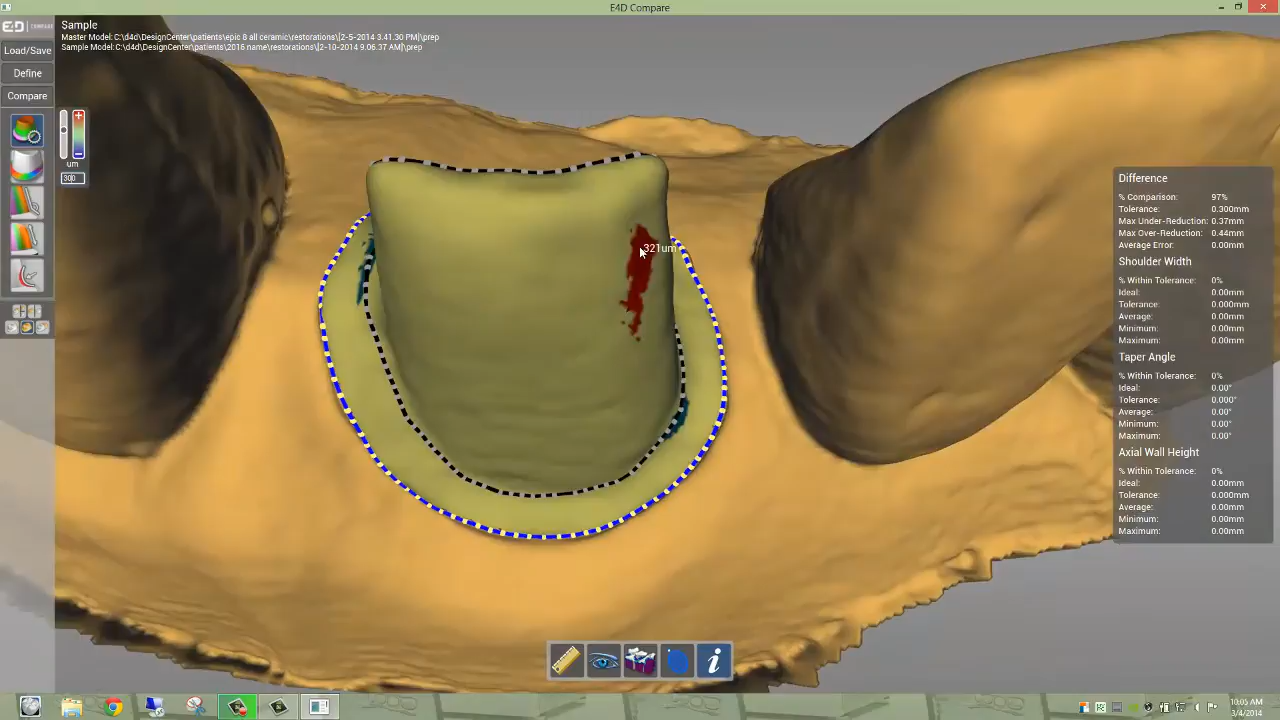 E4D Compare
E4D COMPARE
Sample
Master Model:C:\d4d\DesignCenter\patients\epic 8 all ceramic\restorations\[2-5-2014 3.41.30 PM]\prep
Sample Model:C:\d4d\DesignCenter\patients\2016 name\restorations\[2-10-2014 9.06.37 AM]\prep
Load/Save
Define
Compare
um
300
321um
Difference
% Comparison: 97%
Tolerance: 0.300mm
Max Under-Reduction: 0.37mm
Max Over-Reduction: 0.44mm
Average Error: 0.00mm
Shoulder Width
% Within Tolerance: 0%
Ideal: 0.00mm
Tolerance: 0.000mm
Average: 0.00mm
Minimum: 0.00mm
Maximum: 0.00mm
Taper Angle
% Within Tolerance: 0%
Ideal: 0.00°
Tolerance: 0.000°
Average: 0.00°
Minimum: 0.00°
Maximum: 0.00°
Axial Wall Height
% Within Tolerance: 0%
Ideal: 0.00mm
Tolerance: 0.000mm
Average: 0.00mm
Minimum: 0.00mm
Maximum: 0.00mm
10:05 AM
3/4/2014